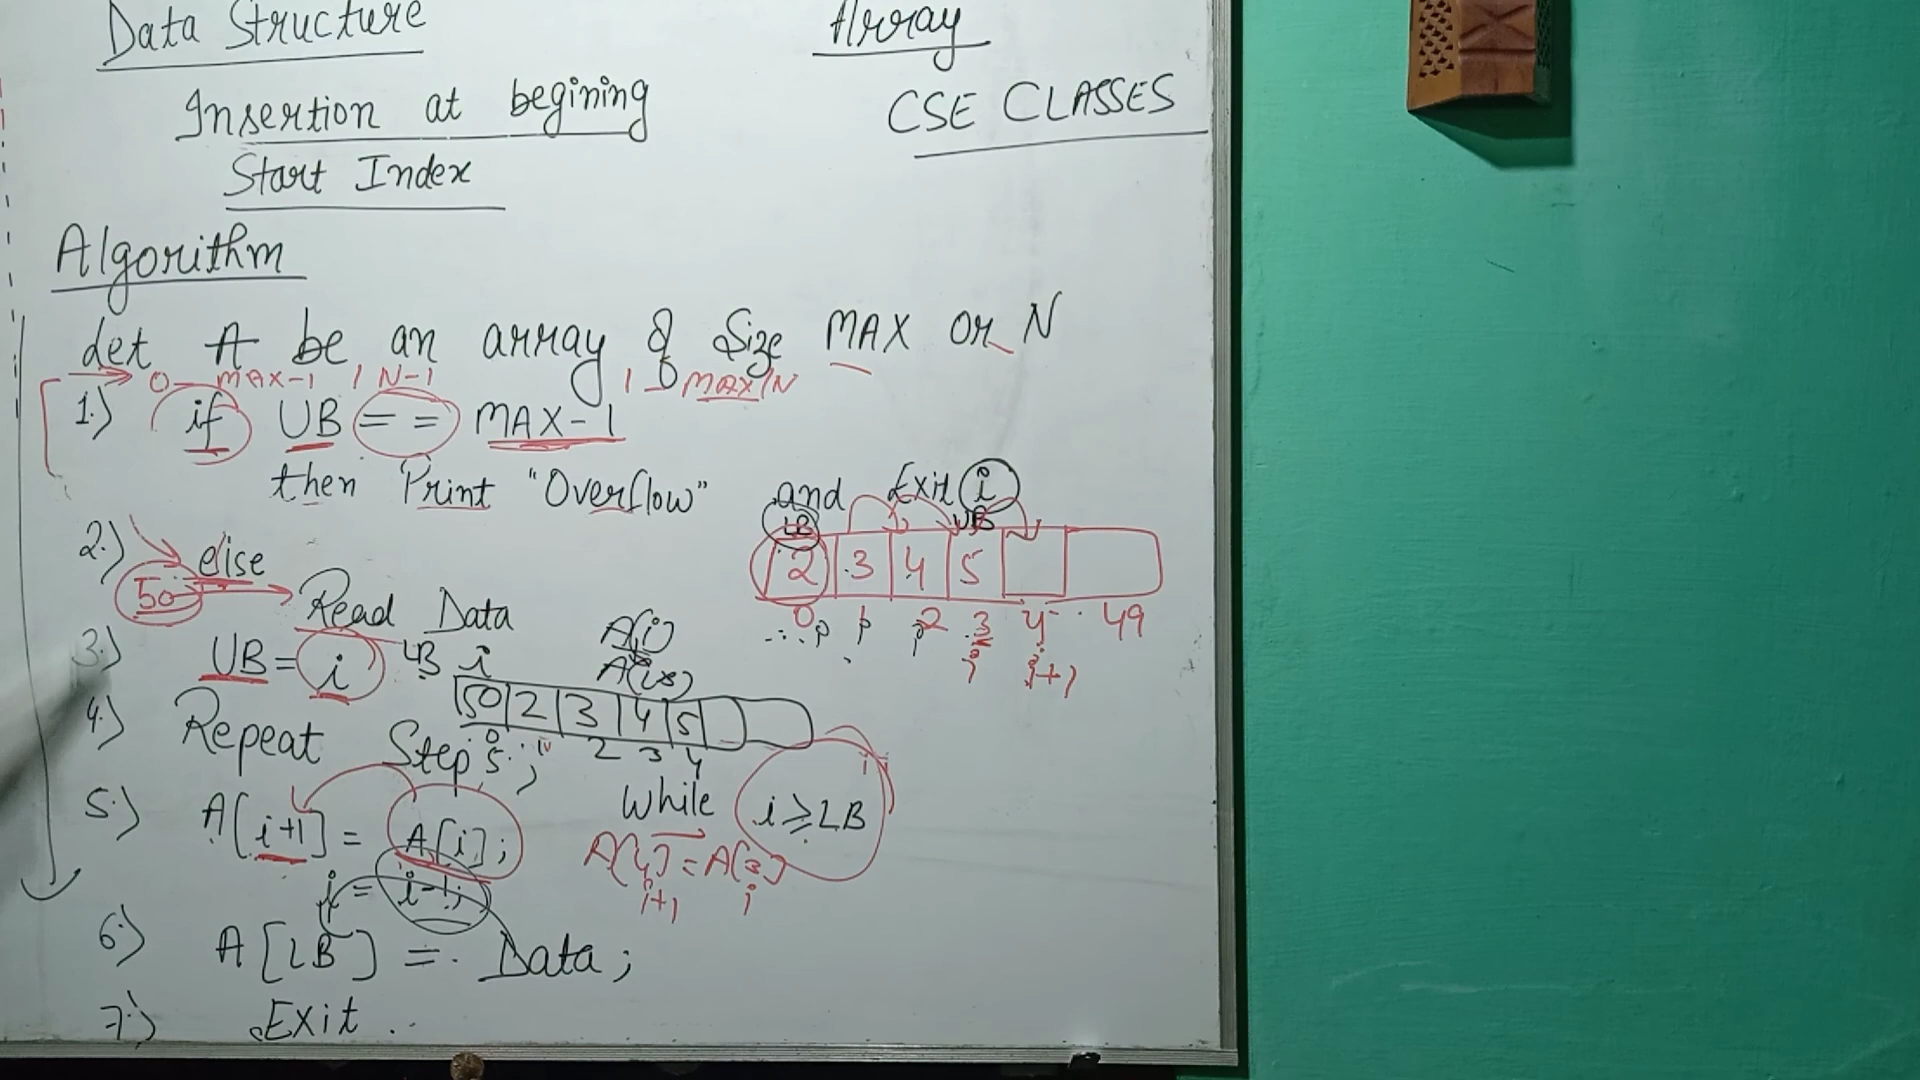 Data Structure
Array
Insertion at begining
CSE CLASSES
Start Index
Algorithm
det A be an array of Size MAX or N
0 - MAX-1 / N-1
1 - MAX/N
1.) if UB == MAX-1
then Print "Overflow" and Exit i
LB UB
2.) else
2 3 4 5
50 Read Data
0 1 2 3 4 49
i i+1
3.) UB = i
LB i
A[i]
50 2 3 4 5
0 1 2 3 4
4.) Repeat Step 5;
While i ≥ LB
5.) A[i+1] = A[i];
A[4] = A[3]
i+1 i
i = i-1;
6.) A[LB] = Data;
7.) Exit..